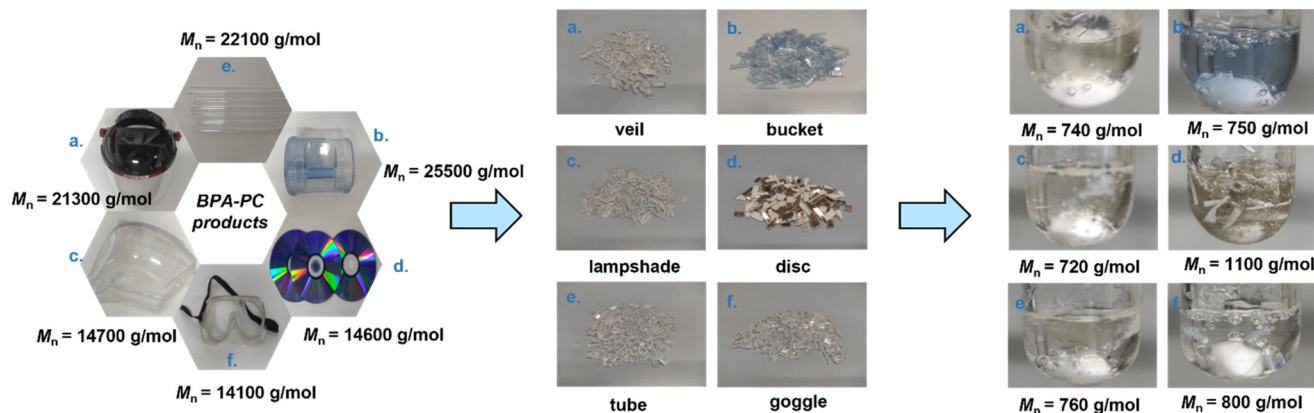 Mn = 22100 g/mol
e.
a.
b.
Mn = 21300 g/mol
BPA-PC
products
Mn = 25500 g/mol
c.
d.
Mn = 14700 g/mol
Mn = 14600 g/mol
f.
Mn = 14100 g/mol
a.
b.
veil
bucket
c.
d.
lampshade
disc
e.
f.
tube
goggle
a.
b.
Mn = 740 g/mol
Mn = 750 g/mol
c.
d.
Mn = 720 g/mol
Mn = 1100 g/mol
e
f.
Mn = 760 g/mol
Mn = 800 g/mol